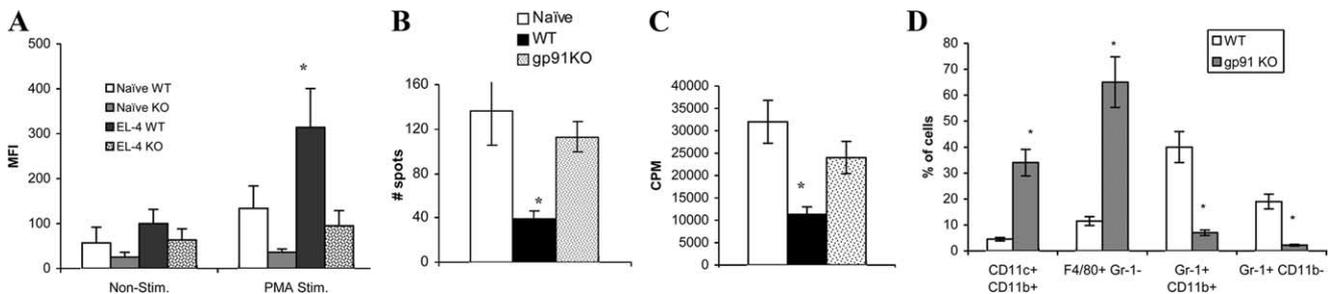 A
500
400
300
200
100
0
MFI
Naïve WT
Naïve KO
EL-4 WT
EL-4 KO
*
Non-Stim.
PMA Stim.
B
Naïve
WT
gp91KO
160
120
80
40
0
# spots
*
C
40000
35000
30000
25000
20000
15000
10000
5000
0
CPM
*
D
WT
gp91 KO
80
70
60
50
40
30
20
10
0
% of cells
*
*
*
*
CD11c+
CD11b+
F4/80+ Gr-1-
Gr-1+
CD11b+
Gr-1+ CD11b-